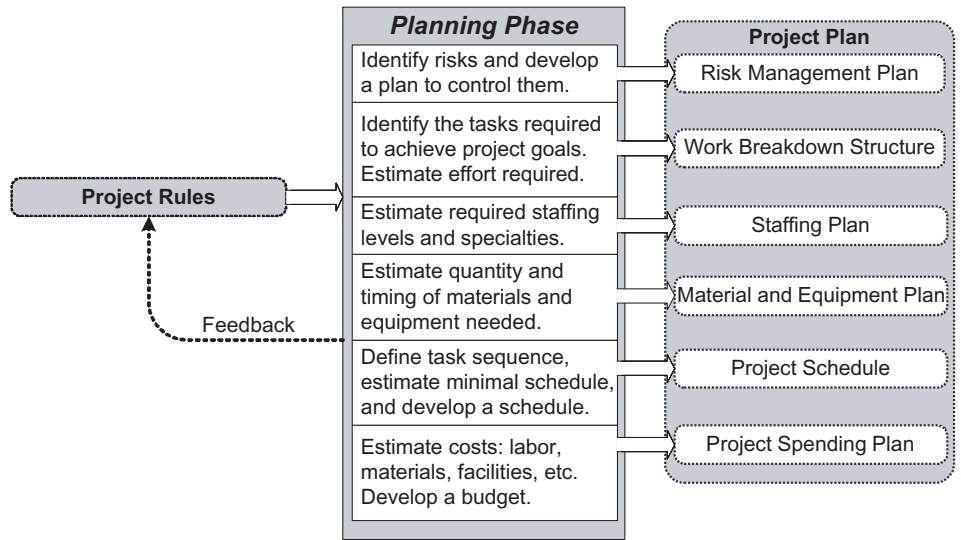 Planning Phase
Identify risks and develop
a plan to control them.
Identify the tasks required
to achieve project goals.
Estimate effort required.
Estimate required staffing
levels and specialties.
Estimate quantity and
timing of materials and
equipment needed.
Define task sequence,
estimate minimal schedule,
and develop a schedule.
Estimate costs: labor,
materials, facilities, etc.
Develop a budget.
Project Rules
Feedback
Project Plan
Risk Management Plan
Work Breakdown Structure
Staffing Plan
Material and Equipment Plan
Project Schedule
Project Spending Plan